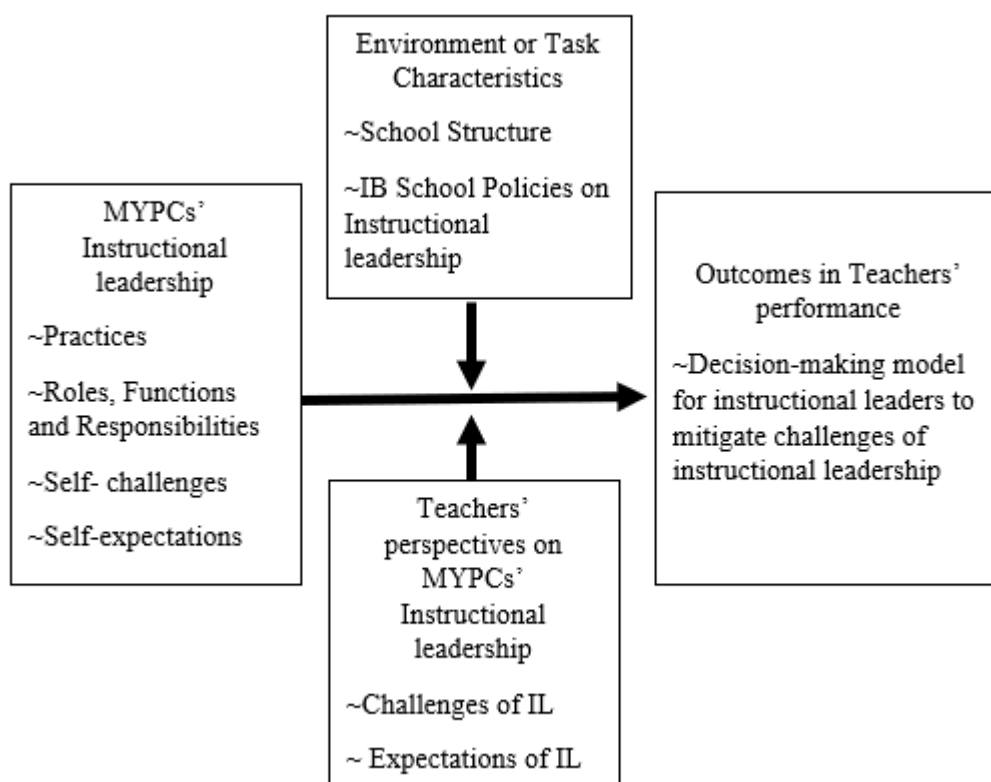 Environment or Task
Characteristics
~School Structure
~IB School Policies on
Instructional
leadership
MYPCs’
Instructional
leadership
~Practices
~Roles, Functions
and Responsibilities
~Self- challenges
~Self-expectations
Outcomes in Teachers’
performance
~Decision-making model
for instructional leaders to
mitigate challenges of
instructional leadership
Teachers’
perspectives on
MYPCs’
Instructional
leadership
~Challenges of IL
~ Expectations of IL